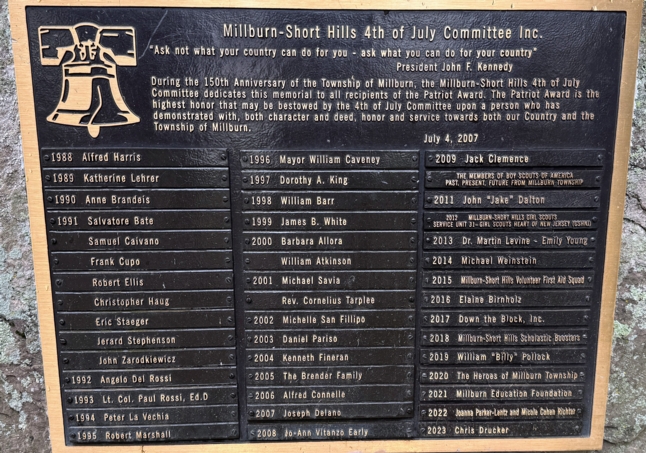 Millburn-Short Hills 4th of July Committee Inc.
"Ask not what your country can do for you - ask what you can do for your country"
President John F. Kennedy
During the 150th Anniversary of the Township of Millburn, the Millburn-Short Hills 4th of July
Committee dedicates this memorial to all recipients of the Patriot Award. The Patriot Award is the
highest honor that may be bestowed by the 4th of July Committee upon a person who has
demonstrated with, both character and deed, honor and service towards both our Country and the
Township of Millburn.
July 4, 2007
1988 Alfred Harris
1989 Katherine Lehrer
1990 Anne Brandeis
1991 Salvatore Bate
Samuel Caivano
Frank Cupo
Robert Ellis
Christopher Haug
Eric Staeger
Jerard Stephenson
John Zarodkiewicz
1992 Angelo Del Rossi
1993 Lt. Col. Paul Rossi, Ed.D
1994 Peter La Vechia
1995 Robert Marshall
1996 Mayor William Caveney
1997 Dorothy A. King
1998 William Barr
1999 James B. White
2000 Barbara Allora
William Atkinson
2001 Michael Savia
Rev. Cornelius Tarplee
2002 Michelle San Fillipo
2003 Daniel Pariso
2004 Kenneth Fineran
2005 The Brender Family
2006 Alfred Connelle
2007 Joseph Delano
2008 Jo-Ann Vitanzo Early
2009 Jack Clemence
THE MEMBERS OF BOY SCOUTS OF AMERICA
PAST, PRESENT, FUTURE FROM MILLBURN TOWNSHIP
2011 John "Jake" Dalton
2012 MILLBURN-SHORT HILLS GIRL SCOUTS
SERVICE UNIT 31- GIRL SCOUTS HEART OF NEW JERSEY
2013 Dr. Martin Levine - Emily Young
2014 Michael Weinstein
2015 Millburn-Short Hills Volunteer First Aid Squad
2016 Elaine Birnholz
2017 Down the Block, Inc.
2018 Millburn-Short Hills Scholastic Boosters
2019 William "Billy" Pollock
2020 The Heroes of Millburn Township
2021 Millburn Education Foundation
2022 Joanna Parker-Lentz and Nicole Cohen Richter
2023 Chris Drucker